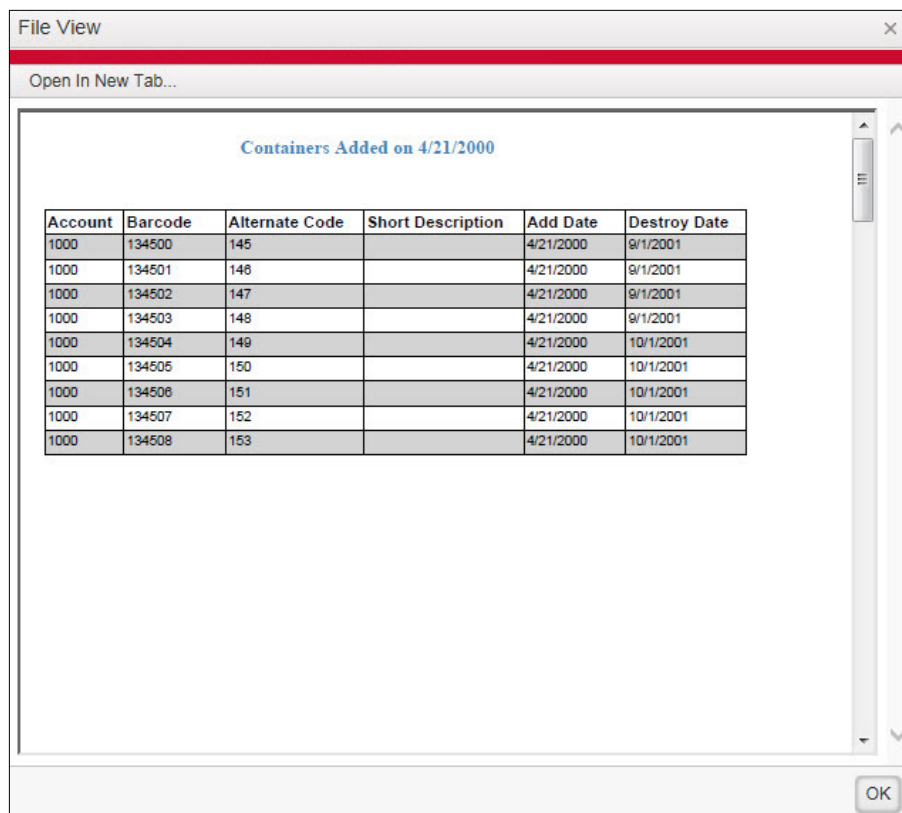 File View
Open In New Tab...
Containers Added on 4/21/2000
Account Barcode Alternate Code Short Description Add Date Destroy Date
1000 134500 145 4/21/2000 9/1/2001
1000 134501 146 4/21/2000 9/1/2001
1000 134502 147 4/21/2000 9/1/2001
1000 134503 148 4/21/2000 9/1/2001
1000 134504 149 4/21/2000 10/1/2001
1000 134505 150 4/21/2000 10/1/2001
1000 134506 151 4/21/2000 10/1/2001
1000 134507 152 4/21/2000 10/1/2001
1000 134508 153 4/21/2000 10/1/2001
OK